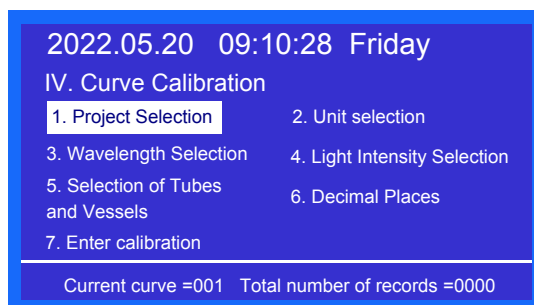 2022.05.20 09:10:28 Friday
IV. Curve Calibration
1. Project Selection
2. Unit selection
3. Wavelength Selection
4. Light Intensity Selection
5. Selection of Tubes
and Vessels
6. Decimal Places
7. Enter calibration
Current curve =001 Total number of records =0000